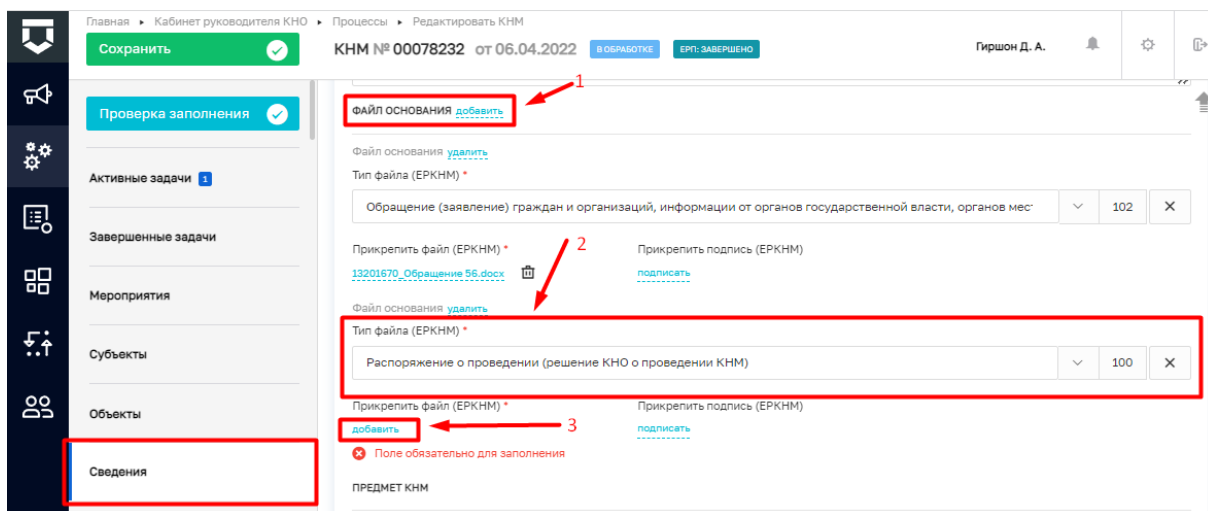 Главная ▸ Кабинет руководителя КНО ▸ Процессы ▸ Редактировать КНМ
Сохранить
КНМ № 00078232 от 06.04.2022 В ОБРАБОТКЕ ЕРП: ЗАВЕРШЕНО
Гиршон Д. А.
1
Проверка заполнения
ФАЙЛ ОСНОВАНИЯ добавить
Файл основания удалить
Тип файла (ЕРКНМ) *
Активные задачи 1
Обращение (заявление) граждан и организаций, информации от органов государственной власти, органов мест 102
Завершенные задачи
Прикрепить файл (ЕРКНМ) * Прикрепить подпись (ЕРКНМ)
2
13201670_Обращение 56.docx подписать
Мероприятия
Файл основания удалить
Тип файла (ЕРКНМ) *
Субъекты
Распоряжение о проведении (решение КНО о проведении КНМ) 100
Объекты
Прикрепить файл (ЕРКНМ) * Прикрепить подпись (ЕРКНМ)
добавить 3 подписать
Поле обязательно для заполнения
Сведения
ПРЕДМЕТ КНМ